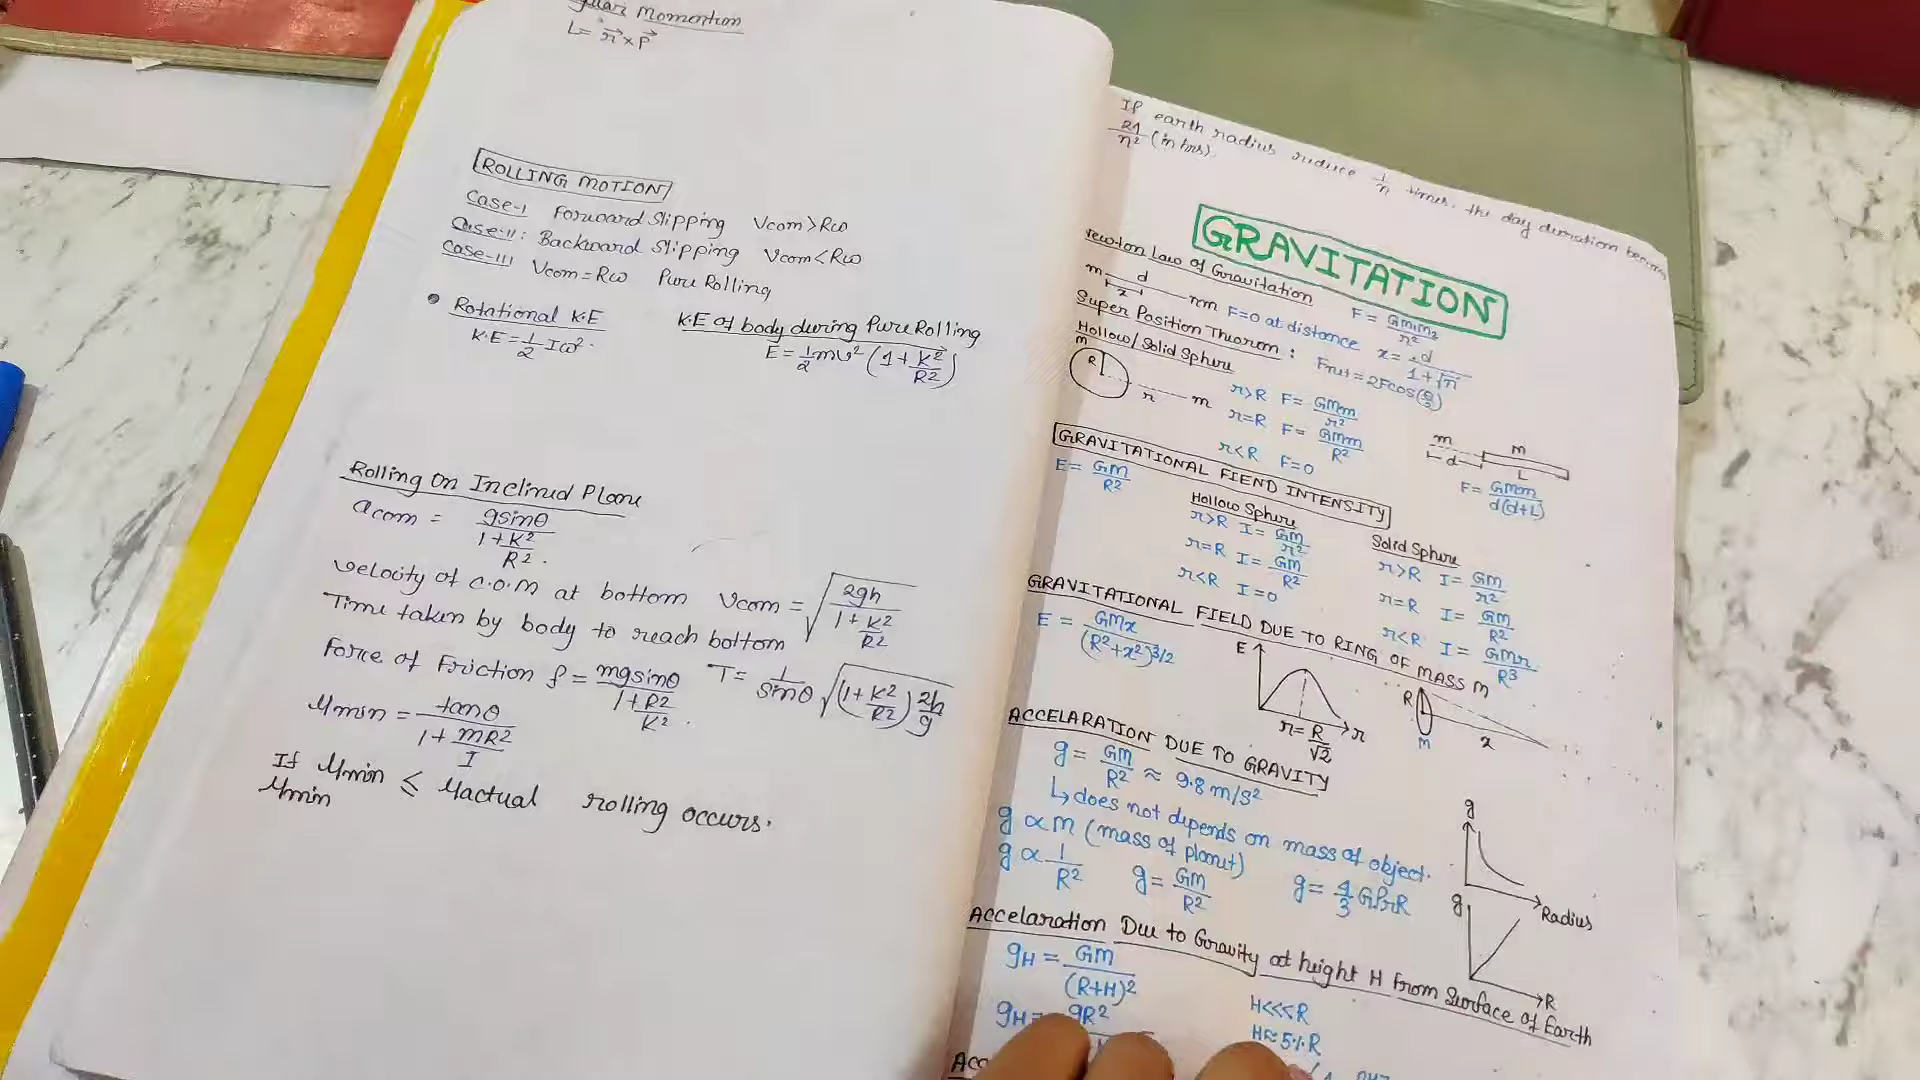 Momentum
L = r⃗ × p⃗
ROLLING MOTION
Case-I Forward Slipping Vcom > Rω
Case-II: Backward Slipping Vcom < Rω
Case-III Vcom = Rω Pure Rolling
• Rotational K.E
K.E = 1/2 Iω².
K.E of body during Pure Rolling
E = 1/2 mv² (1 + K²/R²)
Rolling On Inclined Plane
acom = gsinθ / (1 + K²/R²).
Velocity of C.O.M at bottom Vcom = √(2gh / (1 + K²/R²))
Time taken by body to reach bottom
T = 1/sinθ √((1 + K²/R²) 2h/g)
Force of Friction f = mgsinθ / (1 + R²/K²).
μmin = tanθ / (1 + mR²/I)
If μmin ≤ μactual rolling occurs.
μmin
If earth radius reduce 1/n times. the day duration
24/n² (in hrs).
GRAVITATION
Newton Law of Gravitation F = Gm1m2/r²
m d nm F=0 at distance x = d/(1+√n)
x
Super Position Theorem : Fnet = 2Fcos(θ/2)
Hollow/Solid Sphere
m R r m
r>R F = GMm/r²
r=R F = GMm/R²
r<R F=0
m m
d L
F = GMm/d(d+L)
GRAVITATIONAL FIEND INTENSITY
E = GM/R²
Hollow Sphere
r>R I = GM/r²
r=R I = GM/R²
r<R I=0
Solid Sphere
r>R I = GM/r²
r=R I = GM/R²
r<R I = GMr/R³
GRAVITATIONAL FIELD DUE TO RING OF MASS M
E = GMx/(R²+x²)^3/2
E r
r = R/√2
R M x
ACCELARATION DUE TO GRAVITY
g = GM/R² ≈ 9.8 m/s²
↳ does not depends on mass of object.
g ∝ M (mass of planet)
g ∝ 1/R² g = GM/R² g = 4/3 GρπR
g Radius
g R
Accelaration Due to Gravity at height H from Surface of Earth
gH = GM/(R+H)²
H<<<R
gH = gR²
H≈5%R